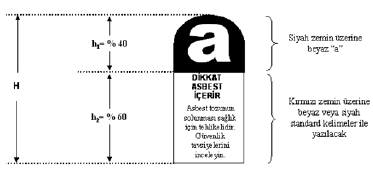 H
h₁= % 40
h₂= % 60
a
DİKKAT
ASBEST
İÇERİR
Asbest tozunun
solunması sağlık
için tehlikelidir.
Güvenlik
tavsiyelerini
inceleyin.
Siyah zemin üzerine
beyaz “a”
Kırmızı zemin üzerine
beyaz veya siyah
standard kelimeler ile
yazılacak